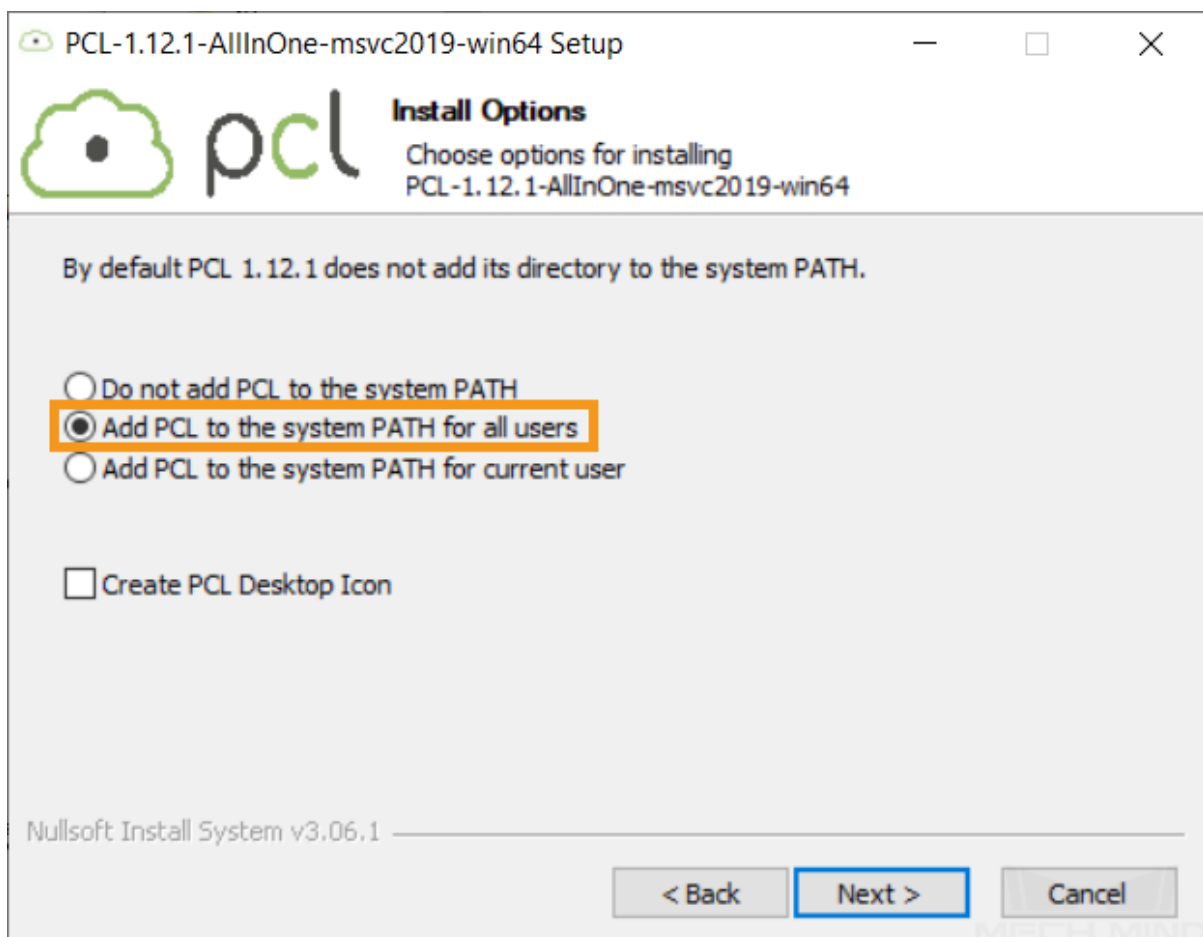 PCL-1.12.1-AllInOne-msvc2019-win64 Setup
pcl
Install Options
Choose options for installing
PCL-1.12.1-AllInOne-msvc2019-win64
By default PCL 1.12.1 does not add its directory to the system PATH.
Do not add PCL to the system PATH
Add PCL to the system PATH for all users
Add PCL to the system PATH for current user
Create PCL Desktop Icon
Nullsoft Install System v3.06.1
< Back Next > Cancel
MECH MIND